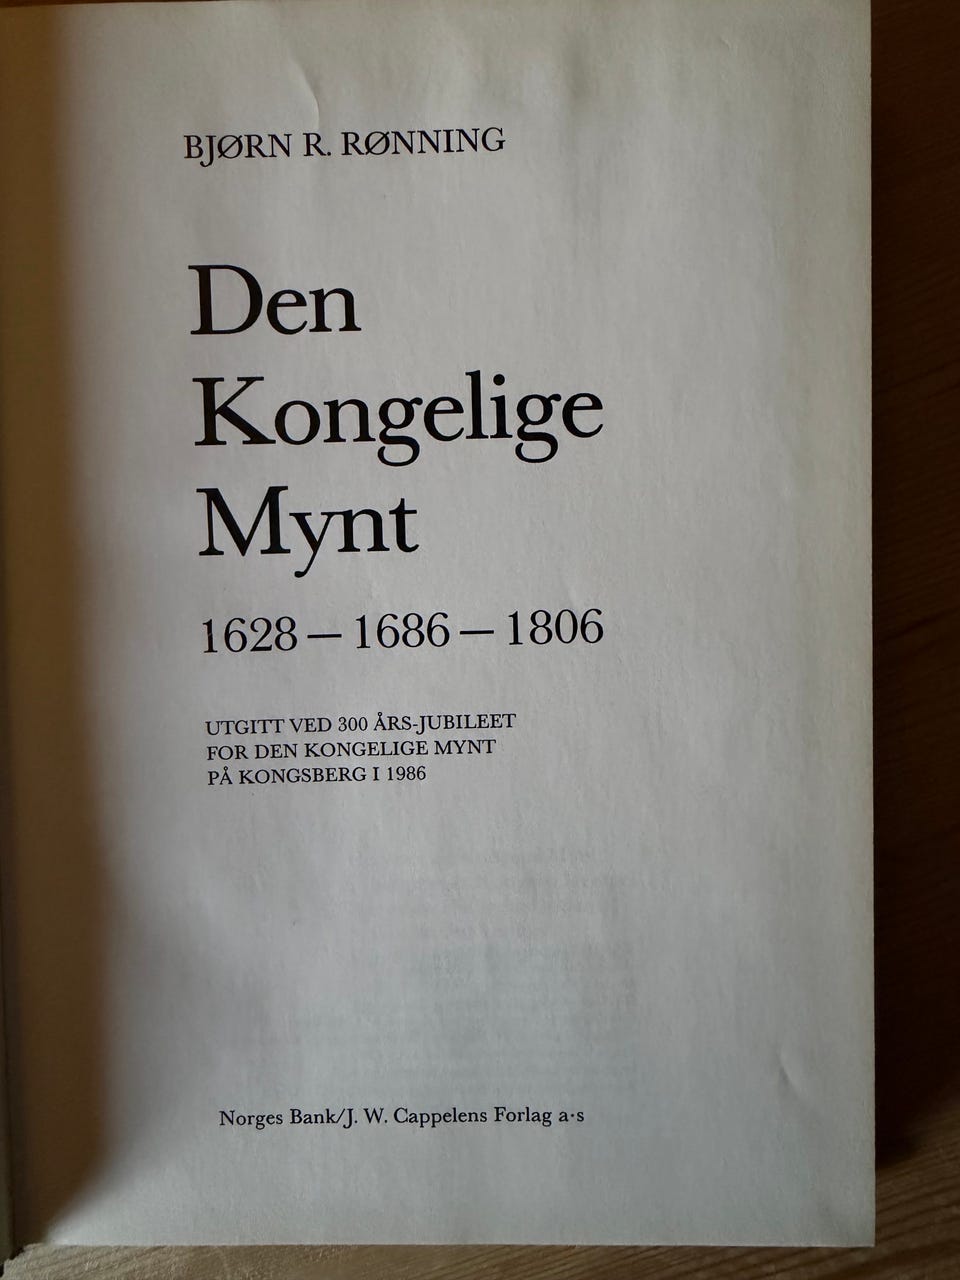 BJØRN R. RØNNING
Den
Kongelige
Mynt
1628 – 1686 – 1806
UTGITT VED 300 ÅRS-JUBILEET
FOR DEN KONGELIGE MYNT
PÅ KONGSBERG I 1986
Norges Bank/J. W. Cappelens Forlag a·s